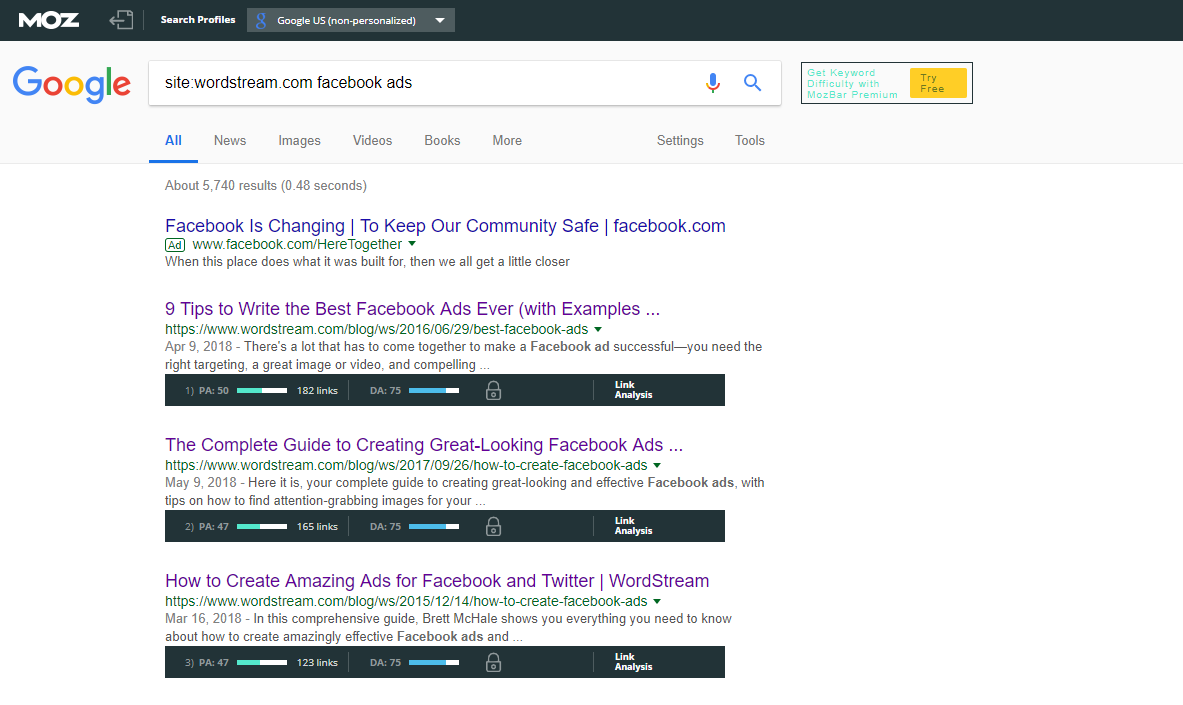 MOZ Search Profiles Google US (non-personalized)
Google site:wordstream.com facebook ads
Get Keyword
Difficulty with
MozBar Premium
Try
Free
All News Images Videos Books More Settings Tools
About 5,740 results (0.48 seconds)
Facebook Is Changing | To Keep Our Community Safe | facebook.com
Ad www.facebook.com/HereTogether
When this place does what it was built for, then we all get a little closer
9 Tips to Write the Best Facebook Ads Ever (with Examples ...
https://www.wordstream.com/blog/ws/2016/06/29/best-facebook-ads
Apr 9, 2018 - There's a lot that has to come together to make a Facebook ad successful—you need the
right targeting, a great image or video, and compelling ...
1) PA: 50 182 links DA: 75 Link
Analysis
The Complete Guide to Creating Great-Looking Facebook Ads ...
https://www.wordstream.com/blog/ws/2017/09/26/how-to-create-facebook-ads
May 9, 2018 - Here it is, your complete guide to creating great-looking and effective Facebook ads, with
tips on how to find attention-grabbing images for your ...
2) PA: 47 165 links DA: 75 Link
Analysis
How to Create Amazing Ads for Facebook and Twitter | WordStream
https://www.wordstream.com/blog/ws/2015/12/14/how-to-create-facebook-ads
Mar 16, 2018 - In this comprehensive guide, Brett McHale shows you everything you need to know
about how to create amazingly effective Facebook ads and ...
3) PA: 47 123 links DA: 75 Link
Analysis